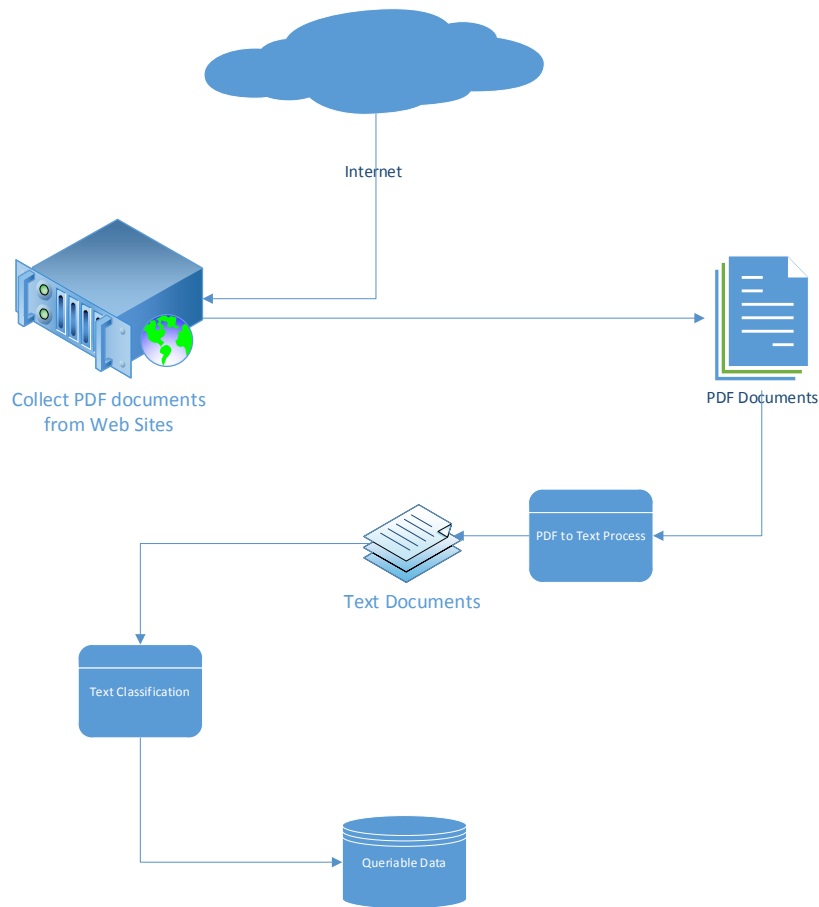 Internet
Collect PDF documents
from Web Sites
PDF Documents
PDF to Text Process
Text Documents
Text Classification
Queriable Data